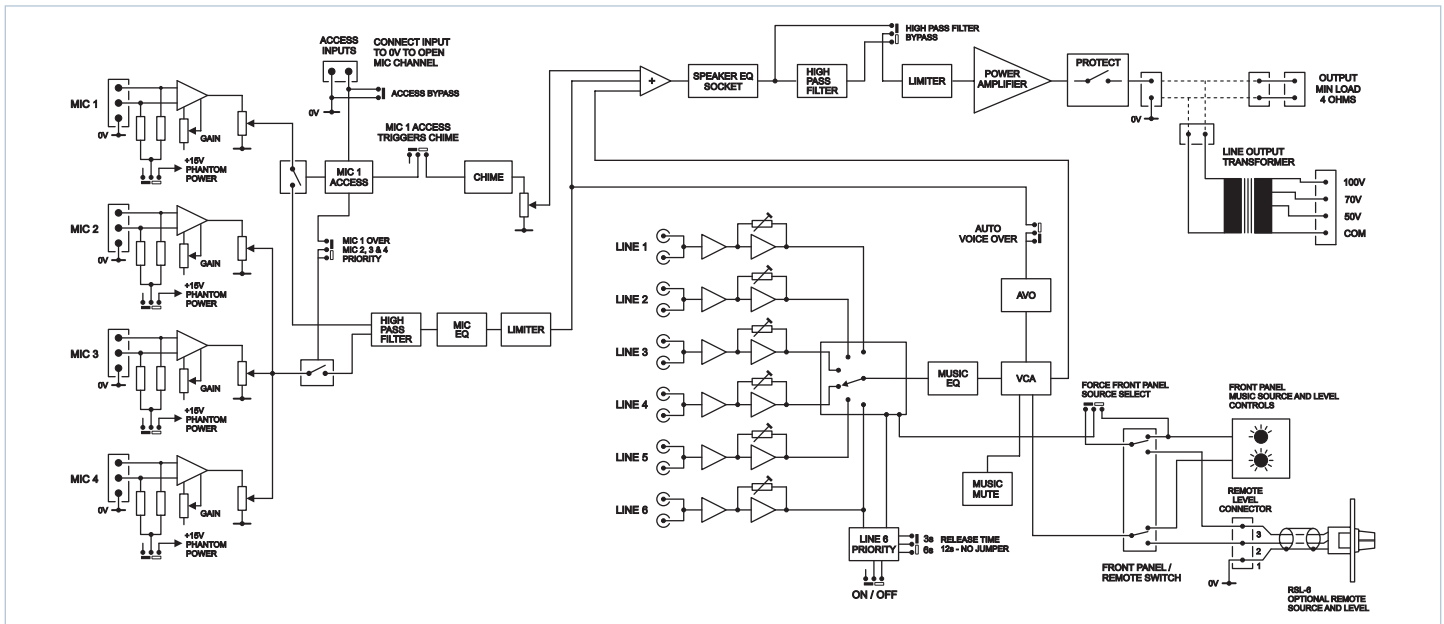 ACCESS
INPUTS
CONNECT INPUT
TO 0V TO OPEN
MIC CHANNEL
ACCESS BYPASS
0V
MIC 1
0V
GAIN
+15V
PHANTOM
POWER
MIC 1 ACCESS
TRIGGERS CHIME
MIC 1
ACCESS
CHIME
MIC 2
0V
GAIN
+15V
PHANTOM
POWER
MIC 1 OVER
MIC 2, 3 & 4
PRIORITY
MIC 3
0V
GAIN
+15V
PHANTOM
POWER
MIC 4
0V
GAIN
+15V
PHANTOM
POWER
HIGH
PASS
FILTER
MIC
EQ
LIMITER
+
SPEAKER EQ
SOCKET
HIGH
PASS
FILTER
HIGH PASS FILTER
BYPASS
LIMITER
POWER
AMPLIFIER
PROTECT
0V
OUTPUT
MIN LOAD
4 OHMS
LINE OUTPUT
TRANSFORMER
100V
70V
50V
COM
LINE 1
LINE 2
LINE 3
LINE 4
LINE 5
LINE 6
AUTO
VOICE OVER
AVO
MUSIC
EQ
VCA
MUSIC
MUTE
LINE 6
PRIORITY
3s
6s
RELEASE TIME
12s - NO JUMPER
ON / OFF
FORCE FRONT PANEL
SOURCE SELECT
FRONT PANEL
MUSIC SOURCE AND LEVEL
CONTROLS
REMOTE
LEVEL
CONNECTOR
3
2
1
0V
FRONT PANEL /
REMOTE SWITCH
RSL-6
OPTIONAL REMOTE
SOURCE AND LEVEL